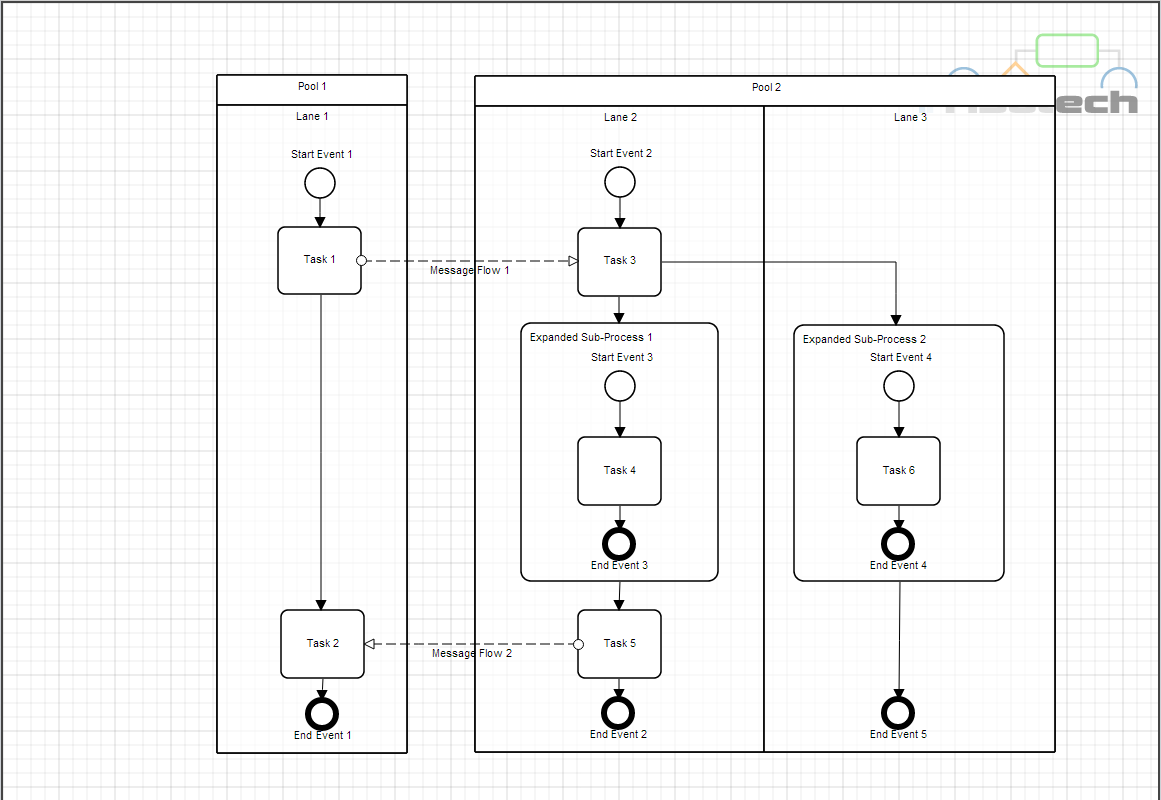 Pool 1
Pool 2
Lane 1
Lane 2
Lane 3
Start Event 1
Start Event 2
Task 1
Message Flow 1
Task 3
Expanded Sub-Process 1
Expanded Sub-Process 2
Start Event 3
Start Event 4
Task 4
Task 6
End Event 3
End Event 4
Task 2
Message Flow 2
Task 5
End Event 1
End Event 2
End Event 5